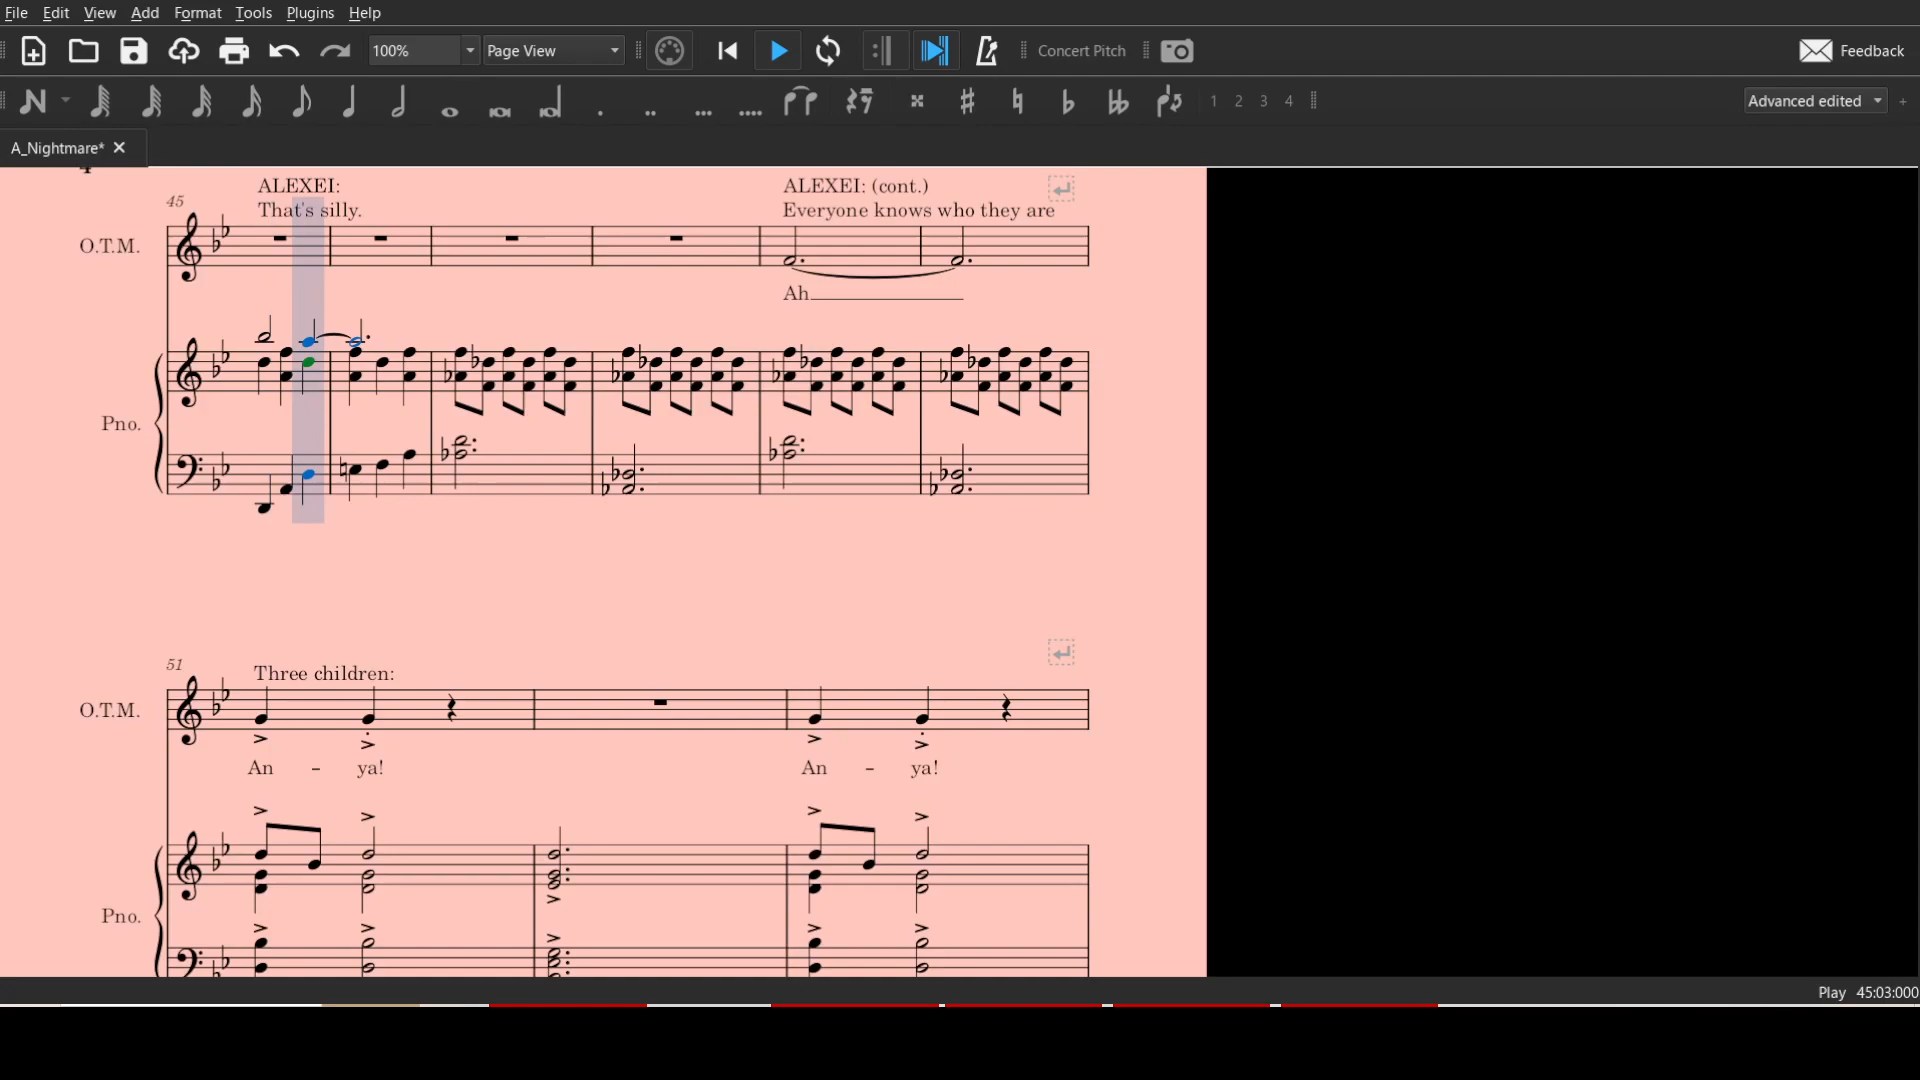 File Edit View Add Format Tools Plugins Help
100% Page View Concert Pitch Feedback
1 2 3 4 Advanced edited +
A_Nightmare*
45 ALEXEI: ALEXEI: (cont.)
That's silly. Everyone knows who they are
O.T.M.
Ah
Pno.
51 Three children:
O.T.M.
An - ya! An - ya!
Pno.
Play 45:03:000